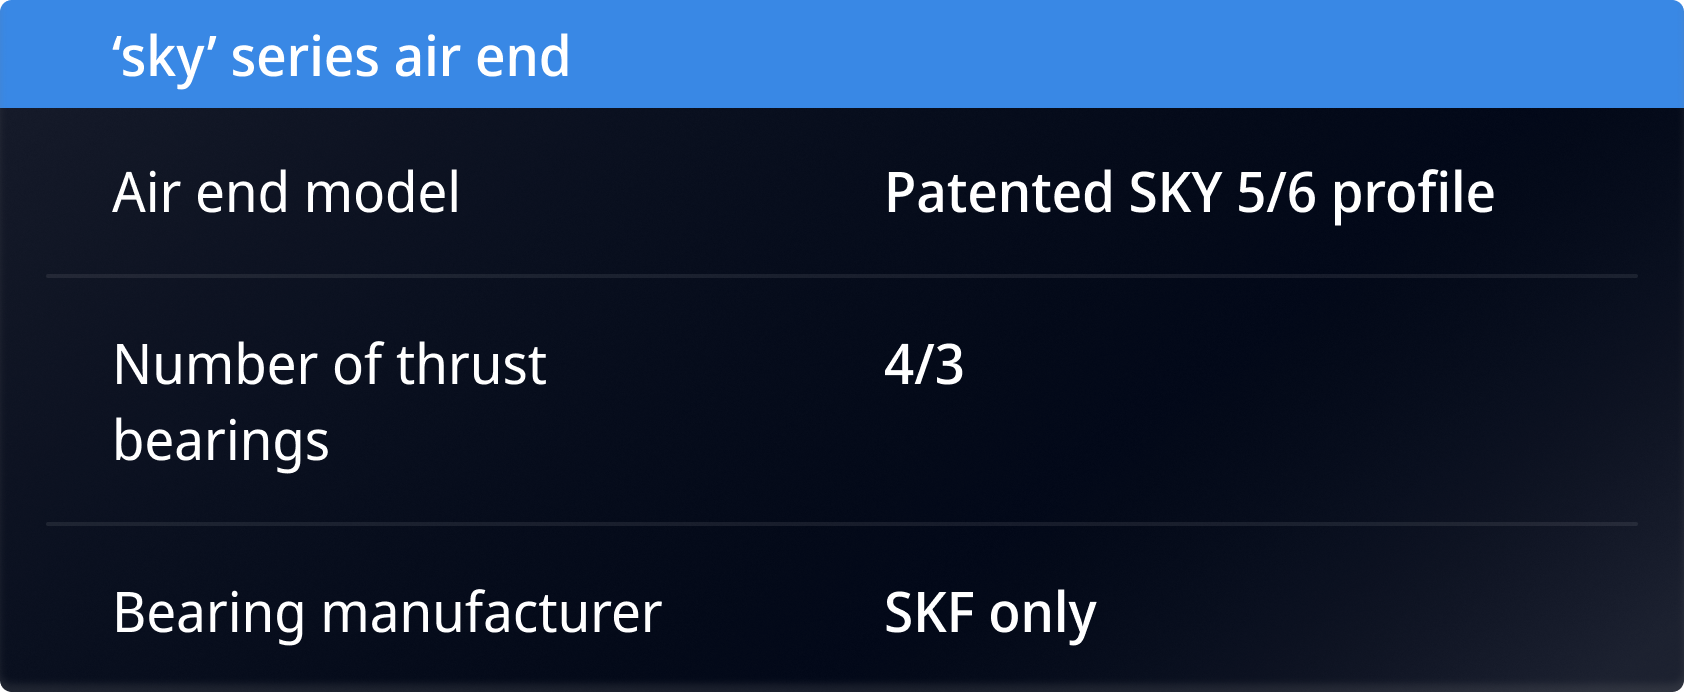 ‘sky’ series air end
Air end model
Patented SKY 5/6 profile
Number of thrust
bearings
4/3
Bearing manufacturer
SKF only